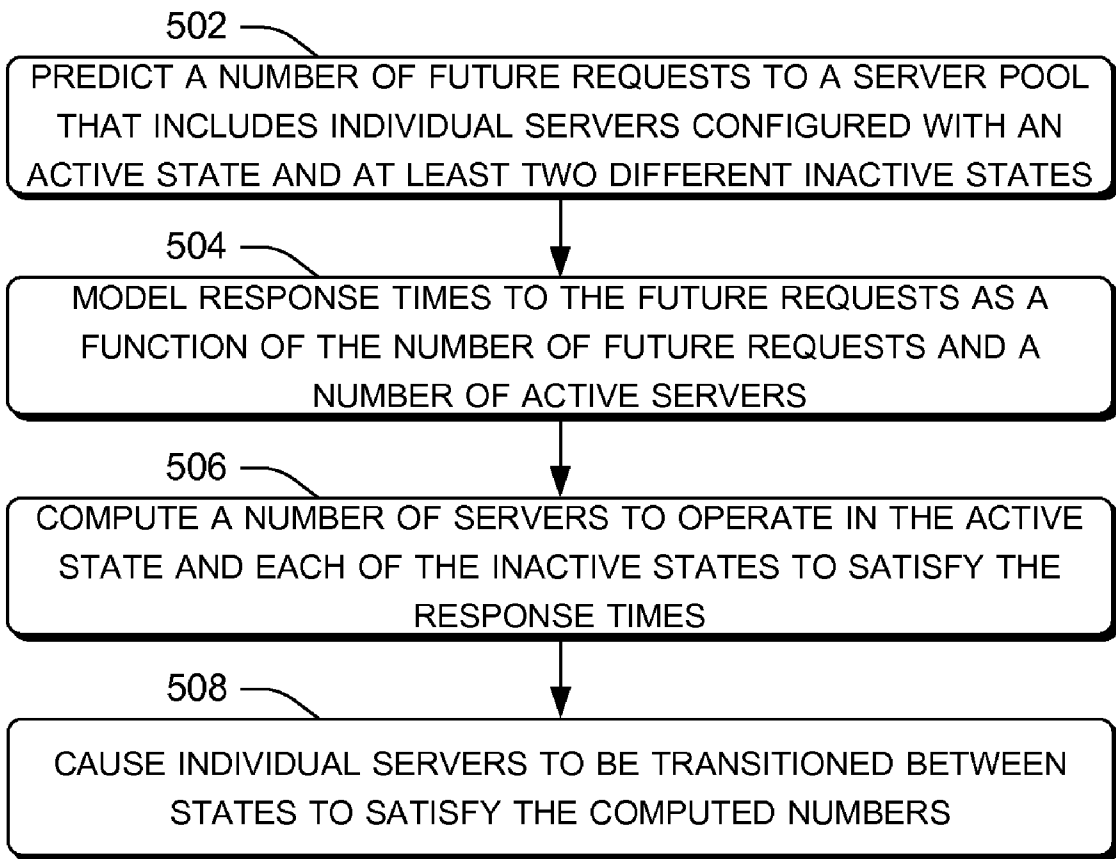 502
PREDICT A NUMBER OF FUTURE REQUESTS TO A SERVER POOL
THAT INCLUDES INDIVIDUAL SERVERS CONFIGURED WITH AN
ACTIVE STATE AND AT LEAST TWO DIFFERENT INACTIVE STATES
504
MODEL RESPONSE TIMES TO THE FUTURE REQUESTS AS A
FUNCTION OF THE NUMBER OF FUTURE REQUESTS AND A
NUMBER OF ACTIVE SERVERS
506
COMPUTE A NUMBER OF SERVERS TO OPERATE IN THE ACTIVE
STATE AND EACH OF THE INACTIVE STATES TO SATISFY THE
RESPONSE TIMES
508
CAUSE INDIVIDUAL SERVERS TO BE TRANSITIONED BETWEEN
STATES TO SATISFY THE COMPUTED NUMBERS